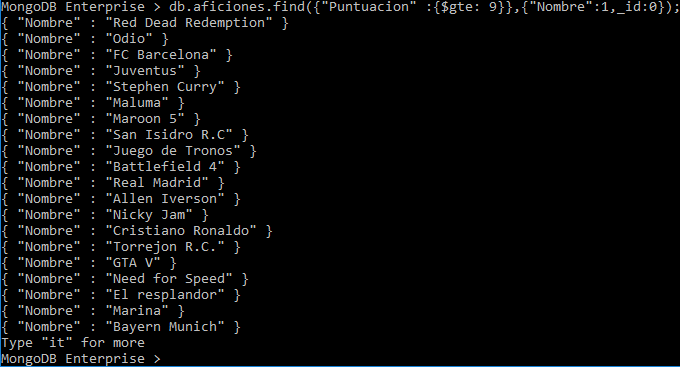 MongoDB Enterprise > db.aficiones.find({"Puntuacion" :{$gte: 9}},{"Nombre":1,_id:0});
{ "Nombre" : "Red Dead Redemption" }
{ "Nombre" : "Odio" }
{ "Nombre" : "FC Barcelona" }
{ "Nombre" : "Juventus" }
{ "Nombre" : "Stephen Curry" }
{ "Nombre" : "Maluma" }
{ "Nombre" : "Maroon 5" }
{ "Nombre" : "San Isidro R.C" }
{ "Nombre" : "Juego de Tronos" }
{ "Nombre" : "Battlefield 4" }
{ "Nombre" : "Real Madrid" }
{ "Nombre" : "Allen Iverson" }
{ "Nombre" : "Nicky Jam" }
{ "Nombre" : "Cristiano Ronaldo" }
{ "Nombre" : "Torrejon R.C." }
{ "Nombre" : "GTA V" }
{ "Nombre" : "Need for Speed" }
{ "Nombre" : "El resplandor" }
{ "Nombre" : "Marina" }
{ "Nombre" : "Bayern Munich" }
Type "it" for more
MongoDB Enterprise >